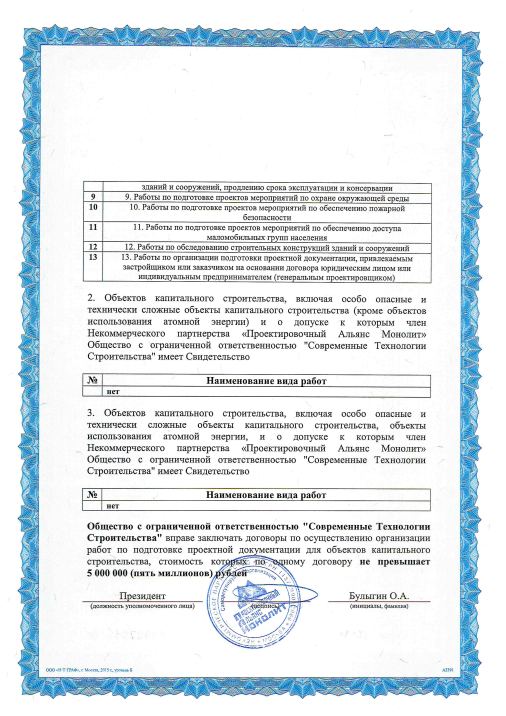 зданий и сооружений, продлению срока эксплуатации и консервации
9 9. Работы по подготовке проектов мероприятий по охране окружающей среды
10 10. Работы по подготовке проектов мероприятий по обеспечению пожарной
безопасности
11 11. Работы по подготовке проектов мероприятий по обеспечению доступа
маломобильных групп населения
12 12. Работы по обследованию строительных конструкций зданий и сооружений
13 13. Работы по организации подготовки проектной документации, привлекаемым
застройщиком или заказчиком на основании договора юридическим лицом или
индивидуальным предпринимателем (генеральным проектировщиком)
2. Объектов капитального строительства, включая особо опасные и
технически сложные объекты капитального строительства (кроме объектов
использования атомной энергии) и о допуске к которым член
Некоммерческого партнерства «Проектировочный Альянс Монолит»
Общество с ограниченной ответственностью "Современные Технологии
Строительства" имеет Свидетельство
№ Наименование вида работ
нет
3. Объектов капитального строительства, включая особо опасные и
технически сложные объекты капитального строительства, объекты
использования атомной энергии, и о допуске к которым член
Некоммерческого партнерства «Проектировочный Альянс Монолит»
Общество с ограниченной ответственностью "Современные Технологии
Строительства" имеет Свидетельство
№ Наименование вида работ
нет
Общество с ограниченной ответственностью "Современные Технологии
Строительства" вправе заключать договоры по осуществлению организации
работ по подготовке проектной документации для объектов капитального
строительства, стоимость которых по одному договору не превышает
5 000 000 (пять миллионов) рублей
Президент Булыгин О.А.
(должность уполномоченного лица) (подпись) (инициалы, фамилия)
Проектировочный
Альянс
Монолит
г. Москва, 2015 г., уровень Б